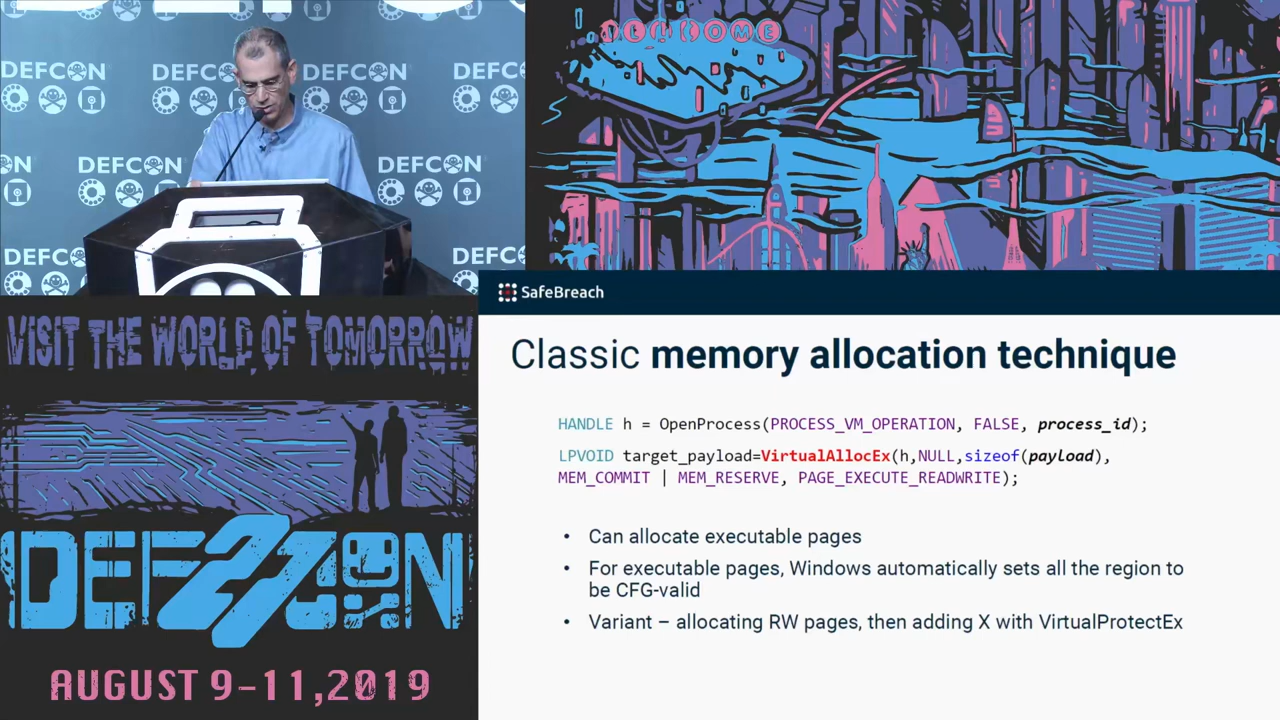 WELCOME
DEFCON DEFCON DEFCON DEFCON
DEFCON DEFCON
SafeBreach
VISIT THE WORLD OF TOMORROW
DEFCON
27
AUGUST 9-11,2019
Classic memory allocation technique
HANDLE h = OpenProcess(PROCESS_VM_OPERATION, FALSE, process_id);
LPVOID target_payload=VirtualAllocEx(h,NULL,sizeof(payload),
MEM_COMMIT | MEM_RESERVE, PAGE_EXECUTE_READWRITE);
• Can allocate executable pages
• For executable pages, Windows automatically sets all the region to
be CFG-valid
• Variant – allocating RW pages, then adding X with VirtualProtectEx